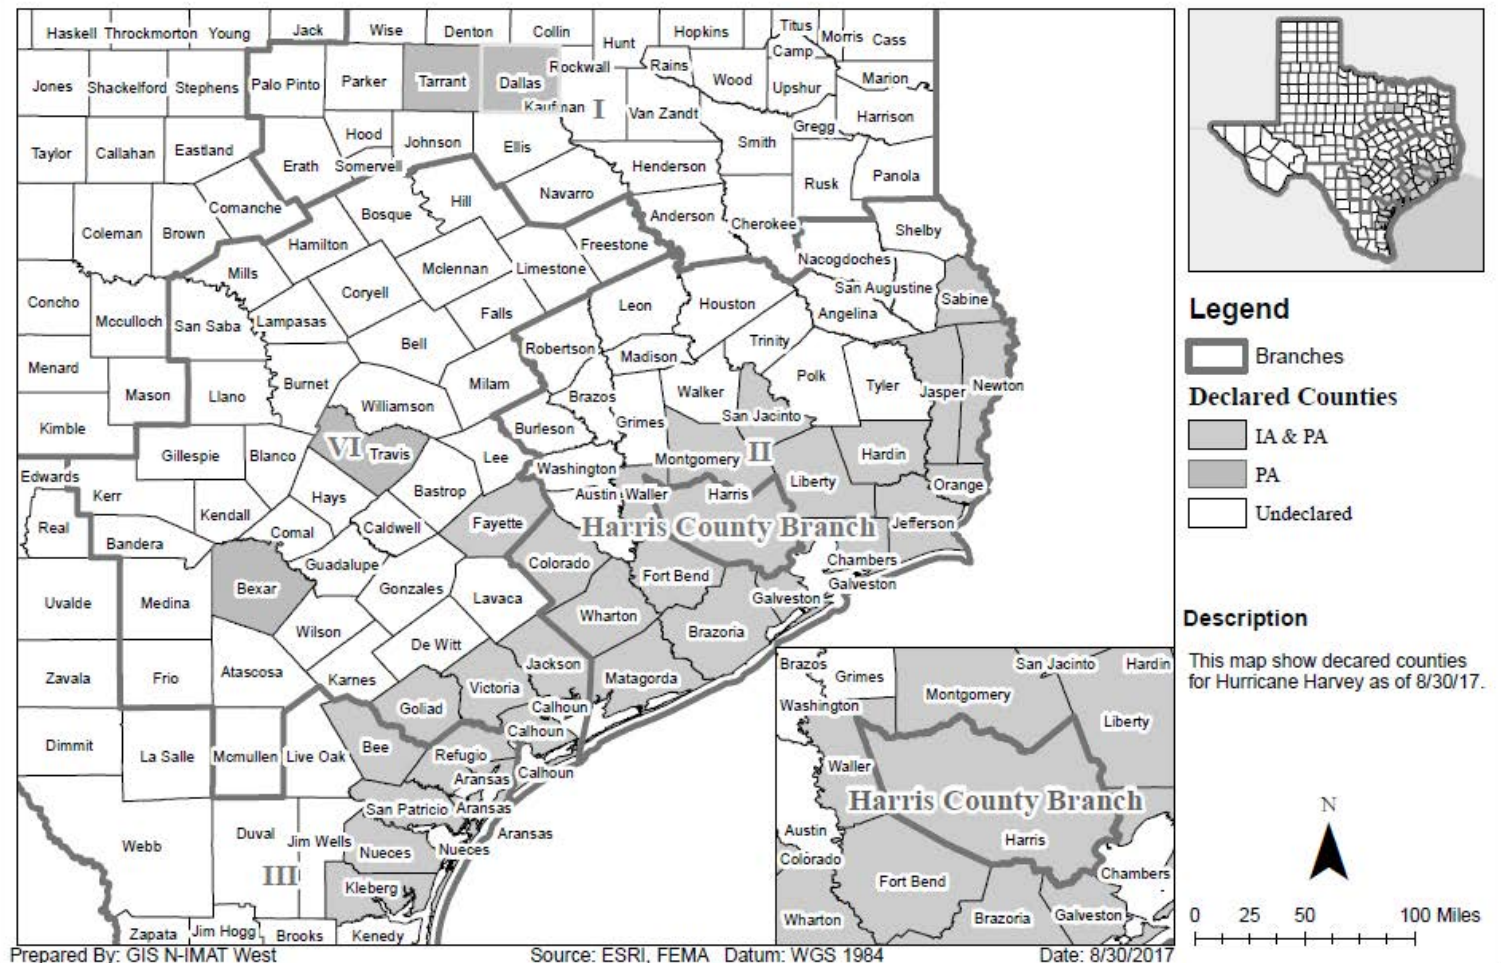 Haskell Throckmorton Young Jack Wise Denton Collin Hunt Hopkins Titus Morris Cass
Camp
Jones Shackelford Stephens Palo Pinto Parker Tarrant Dallas Rockwall Rains Wood Upshur Marion
Kaufman I Van Zandt Harrison
Taylor Callahan Eastland Erath Hood Somervell Johnson Ellis Henderson Smith Gregg
Rusk Panola
Comanche Bosque Hill Navarro Anderson Cherokee Shelby
Coleman Brown Hamilton Freestone
Mills Mclennan Limestone Nacogdoches
Concho Mcculloch San Saba Lampasas Coryell Falls Leon Houston San Augustine Sabine
Angelina
Menard Mason Llano Burnet Bell Milam Robertson Madison Trinity
Williamson Brazos Walker Polk Tyler Jasper Newton
Kimble Gillespie Blanco VI Travis Lee Burleson Grimes San Jacinto
Edwards Kerr Hays Bastrop Washington Montgomery II Liberty Hardin
Real Kendall Comal Caldwell Fayette Austin Waller Harris Orange
Bandera Harris County Branch Jefferson
Guadalupe Colorado Chambers
Uvalde Medina Bexar Gonzales Lavaca Fort Bend Galveston
Galveston
Wilson De Witt Wharton Brazoria
Zavala Frio Atascosa Karnes Jackson Matagorda
Goliad Victoria Calhoun
Dimmit La Salle Mcmullen Live Oak Bee Refugio Calhoun
Aransas Calhoun
San Patricio Aransas
Webb Duval Jim Wells Nueces Nueces Aransas
III Kleberg
Zapata Jim Hogg Brooks Kenedy
Brazos Grimes San Jacinto Hardin
Washington Montgomery Liberty
Waller
Harris County Branch
Austin Harris
Colorado Fort Bend Chambers
Wharton Brazoria Galveston
Legend
Branches
Declared Counties
IA & PA
PA
Undeclared
Description
This map show decared counties
for Hurricane Harvey as of 8/30/17.
N
0 25 50 100 Miles
Prepared By: GIS N-IMAT West Source: ESRI, FEMA Datum: WGS 1984 Date: 8/30/2017